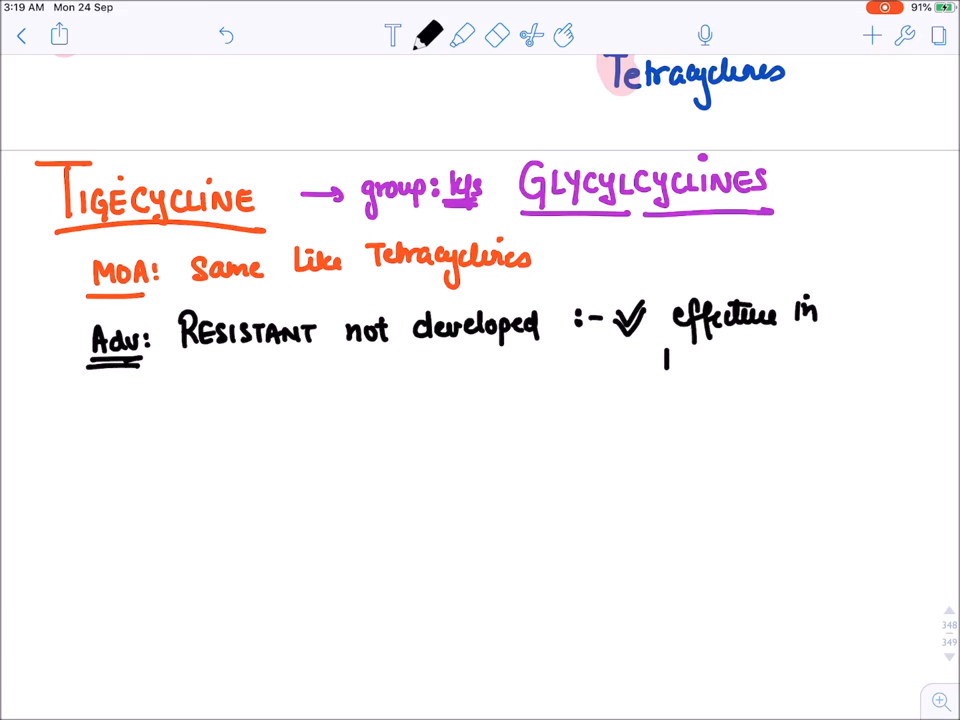 3:19 AM Mon 24 Sep 91%
T
Tetracyclines
TIGECYCLINE → group: k/s GLYCYLCYCLINES
MOA: Same like Tetracyclines
Adv: RESISTANT not developed :- effective in
348
349